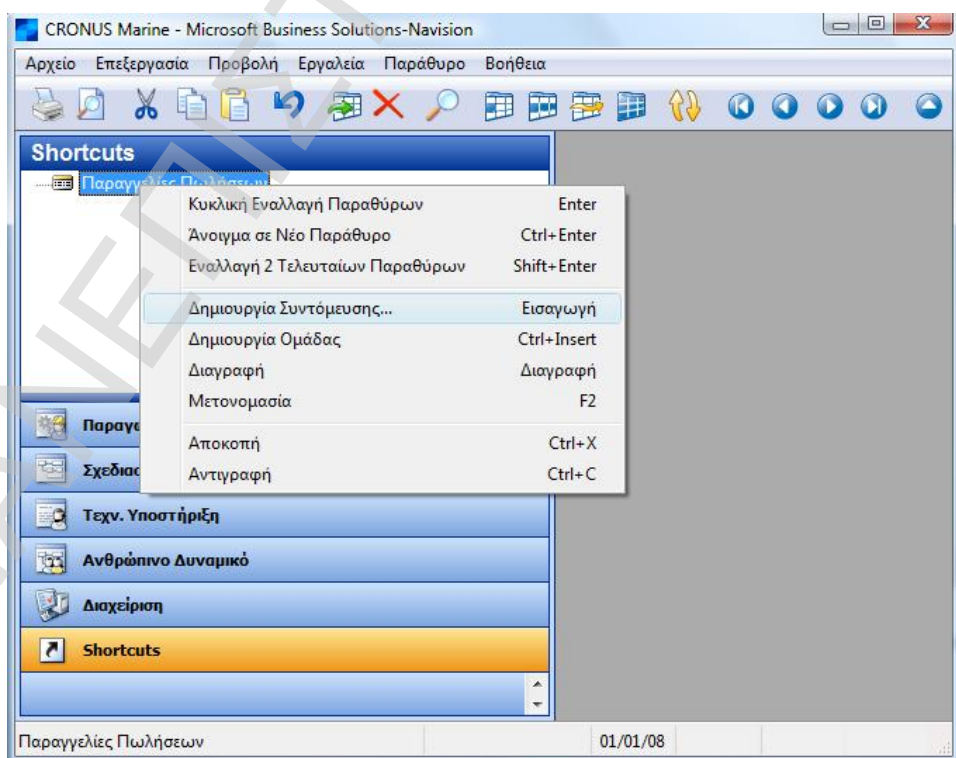 CRONUS Marine - Microsoft Business Solutions-Navision
Αρχείο Επεξεργασία Προβολή Εργαλεία Παράθυρο Βοήθεια
Shortcuts
Παραγγελίες Πωλήσεων
Κυκλική Εναλλαγή Παραθύρων Enter
Άνοιγμα σε Νέο Παράθυρο Ctrl+Enter
Εναλλαγή 2 Τελευταίων Παραθύρων Shift+Enter
Δημιουργία Συντόμευσης... Εισαγωγή
Δημιουργία Ομάδας Ctrl+Insert
Διαγραφή Διαγραφή
Μετονομασία F2
Αποκοπή Ctrl+X
Αντιγραφή Ctrl+C
Τεχν. Υποστήριξη
Ανθρώπινο Δυναμικό
Διαχείριση
Shortcuts
Παραγγελίες Πωλήσεων 01/01/08